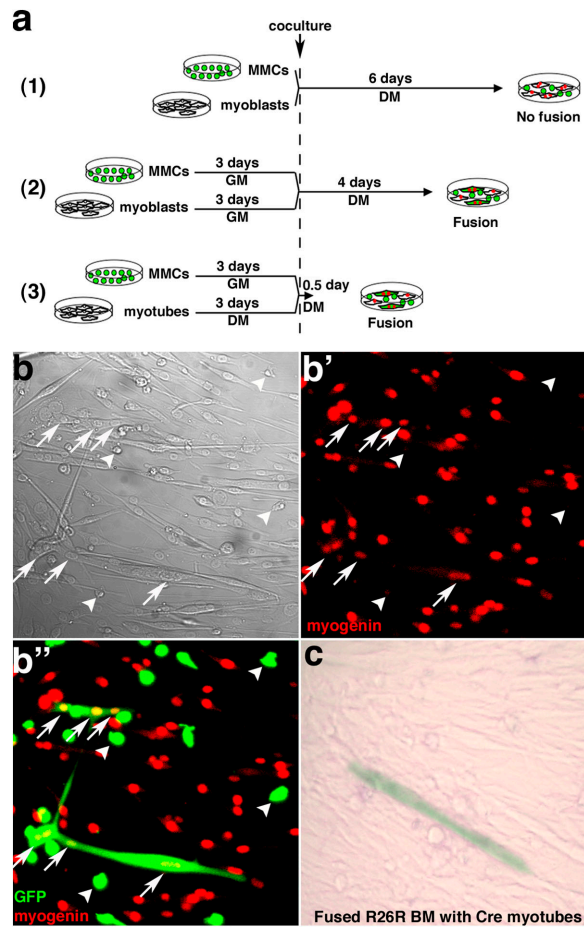 a
coculture
(1)
MMCs
myoblasts
6 days
DM
No fusion
(2)
MMCs
3 days
GM
myoblasts
3 days
GM
4 days
DM
Fusion
(3)
MMCs
3 days
GM
myotubes
3 days
DM
0.5 day
DM
Fusion
b
b'
myogenin
b''
GFP
myogenin
c
Fused R26R BM with Cre myotubes